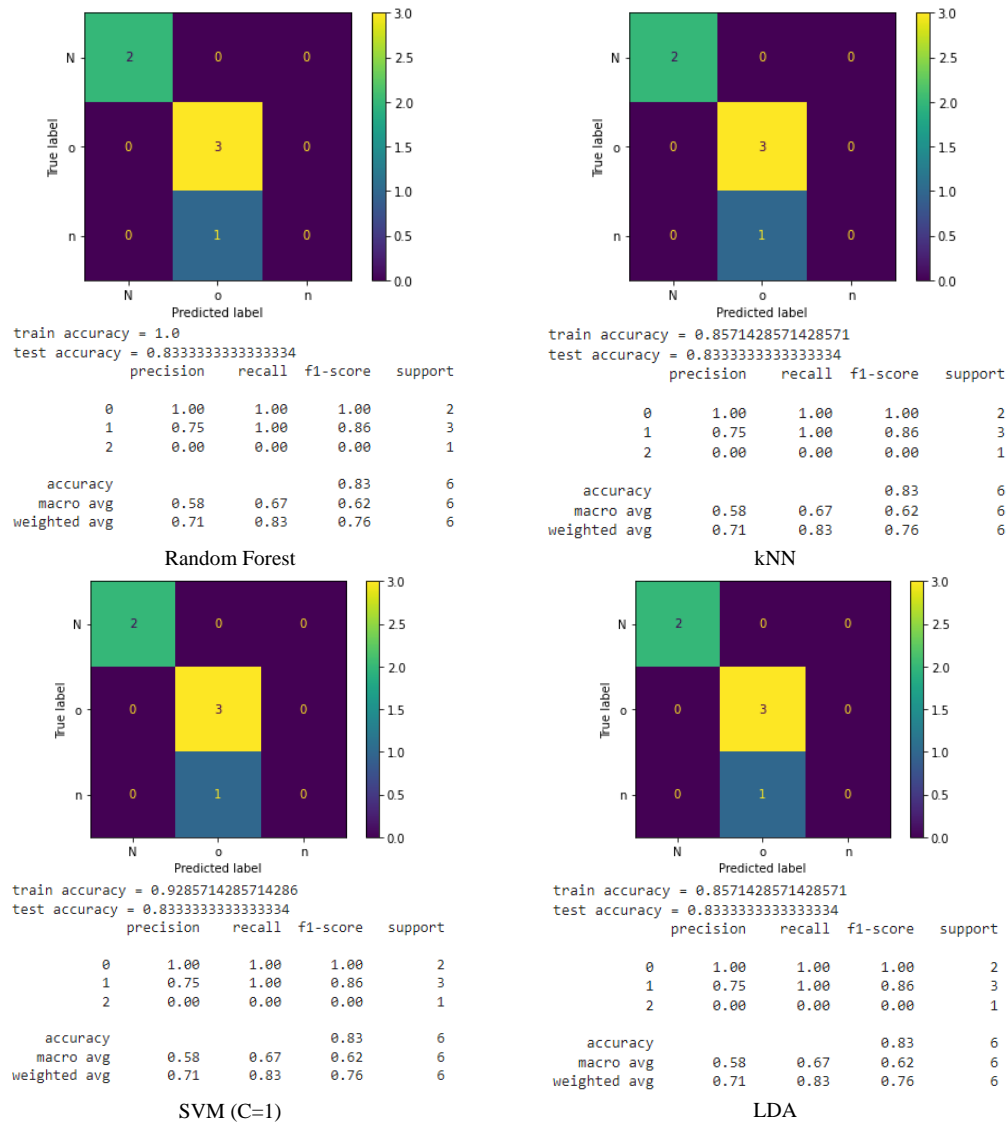 3.0
N 2 0 0
2.5
2.0
True label
o 0 3 0
1.5
1.0
n 0 1 0
0.5
0.0
N o n
Predicted label
train accuracy = 1.0
test accuracy = 0.8333333333333334
precision recall f1-score support
0 1.00 1.00 1.00 2
1 0.75 1.00 0.86 3
2 0.00 0.00 0.00 1
accuracy 0.83 6
macro avg 0.58 0.67 0.62 6
weighted avg 0.71 0.83 0.76 6
Random Forest
3.0
N 2 0 0
2.5
2.0
True label
o 0 3 0
1.5
1.0
n 0 1 0
0.5
0.0
N o n
Predicted label
train accuracy = 0.8571428571428571
test accuracy = 0.8333333333333334
precision recall f1-score support
0 1.00 1.00 1.00 2
1 0.75 1.00 0.86 3
2 0.00 0.00 0.00 1
accuracy 0.83 6
macro avg 0.58 0.67 0.62 6
weighted avg 0.71 0.83 0.76 6
kNN
3.0
N 2 0 0
2.5
2.0
True label
o 0 3 0
1.5
1.0
n 0 1 0
0.5
0.0
N o n
Predicted label
train accuracy = 0.9285714285714286
test accuracy = 0.8333333333333334
precision recall f1-score support
0 1.00 1.00 1.00 2
1 0.75 1.00 0.86 3
2 0.00 0.00 0.00 1
accuracy 0.83 6
macro avg 0.58 0.67 0.62 6
weighted avg 0.71 0.83 0.76 6
SVM (C=1)
3.0
N 2 0 0
2.5
2.0
True label
o 0 3 0
1.5
1.0
n 0 1 0
0.5
0.0
N o n
Predicted label
train accuracy = 0.8571428571428571
test accuracy = 0.8333333333333334
precision recall f1-score support
0 1.00 1.00 1.00 2
1 0.75 1.00 0.86 3
2 0.00 0.00 0.00 1
accuracy 0.83 6
macro avg 0.58 0.67 0.62 6
weighted avg 0.71 0.83 0.76 6
LDA